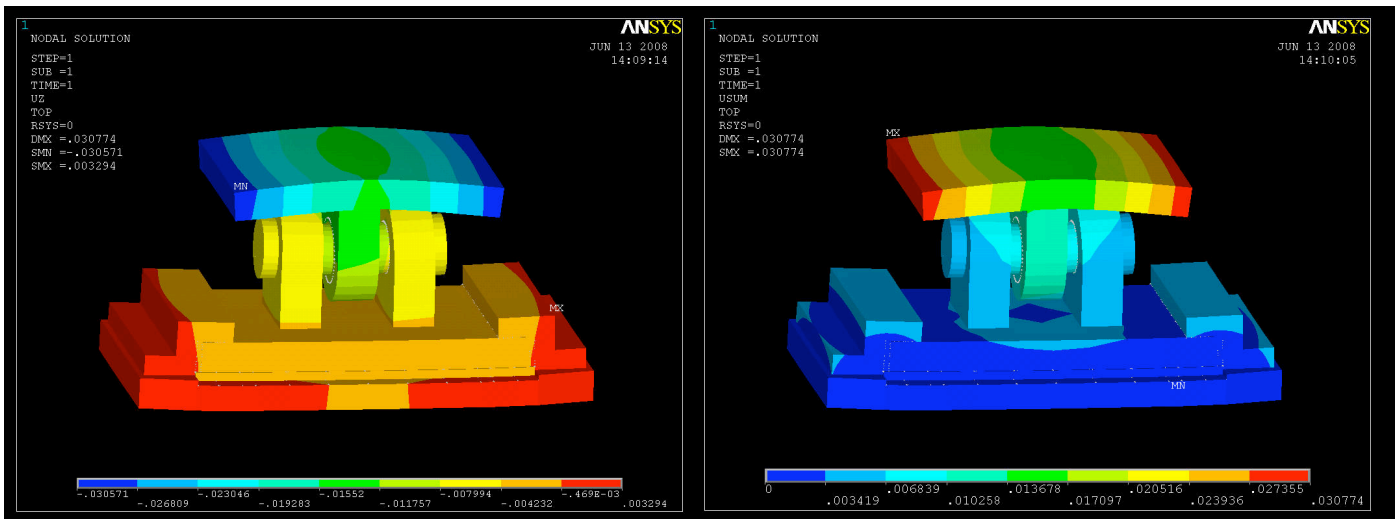 1
ANSYS
NODAL SOLUTION
JUN 13 2008
14:09:14
STEP=1
SUB =1
TIME=1
UZ
TOP
RSYS=0
DMX =.030774
SMN =-.030571
SMX =.003294
MN
MX
-.030571 -.023046 -.01552 -.007994 -.469E-03
-.026809 -.019283 -.011757 -.004232 .003294
1
ANSYS
NODAL SOLUTION
JUN 13 2008
14:10:05
STEP=1
SUB =1
TIME=1
USUM
TOP
RSYS=0
DMX =.030774
SMX =.030774
MX
MN
0 .006839 .013678 .020516 .027355
.003419 .010258 .017097 .023936 .030774